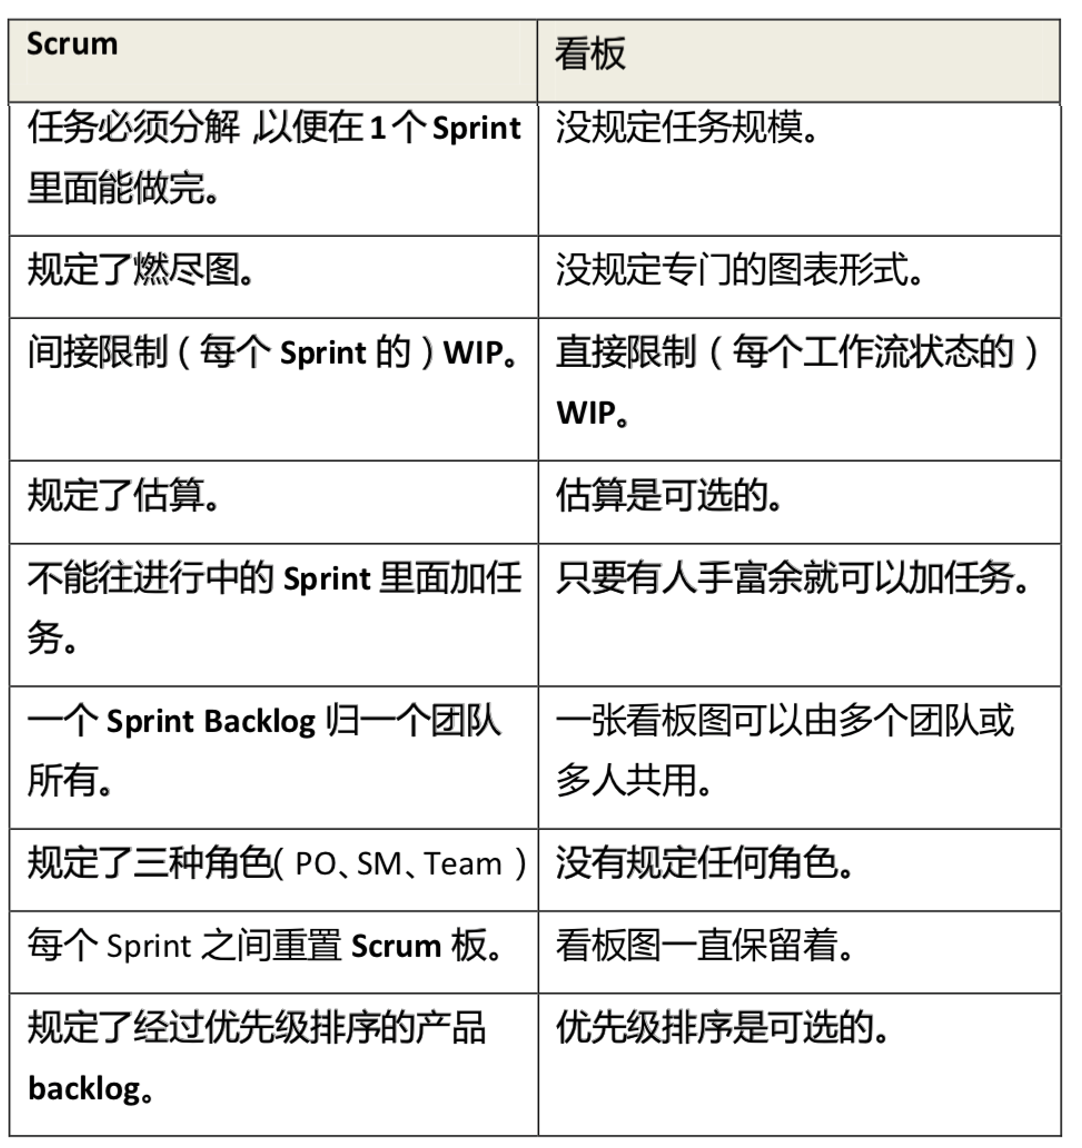 Scrum
看板
任务必须分解,以便在1个Sprint
里面能做完。
没规定任务规模。
规定了燃尽图。
没规定专门的图表形式。
间接限制(每个 Sprint 的)WIP。
直接限制(每个工作流状态的)
WIP。
规定了估算。
估算是可选的。
不能往进行中的 Sprint 里面加任
务。
只要有人手富余就可以加任务。
一个 Sprint Backlog 归一个团队
所有。
一张看板图可以由多个团队或
多人共用。
规定了三种角色(PO、SM、Team)
没有规定任何角色。
每个 Sprint 之间重置 Scrum 板。
看板图一直保留着。
规定了经过优先级排序的产品
backlog。
优先级排序是可选的。